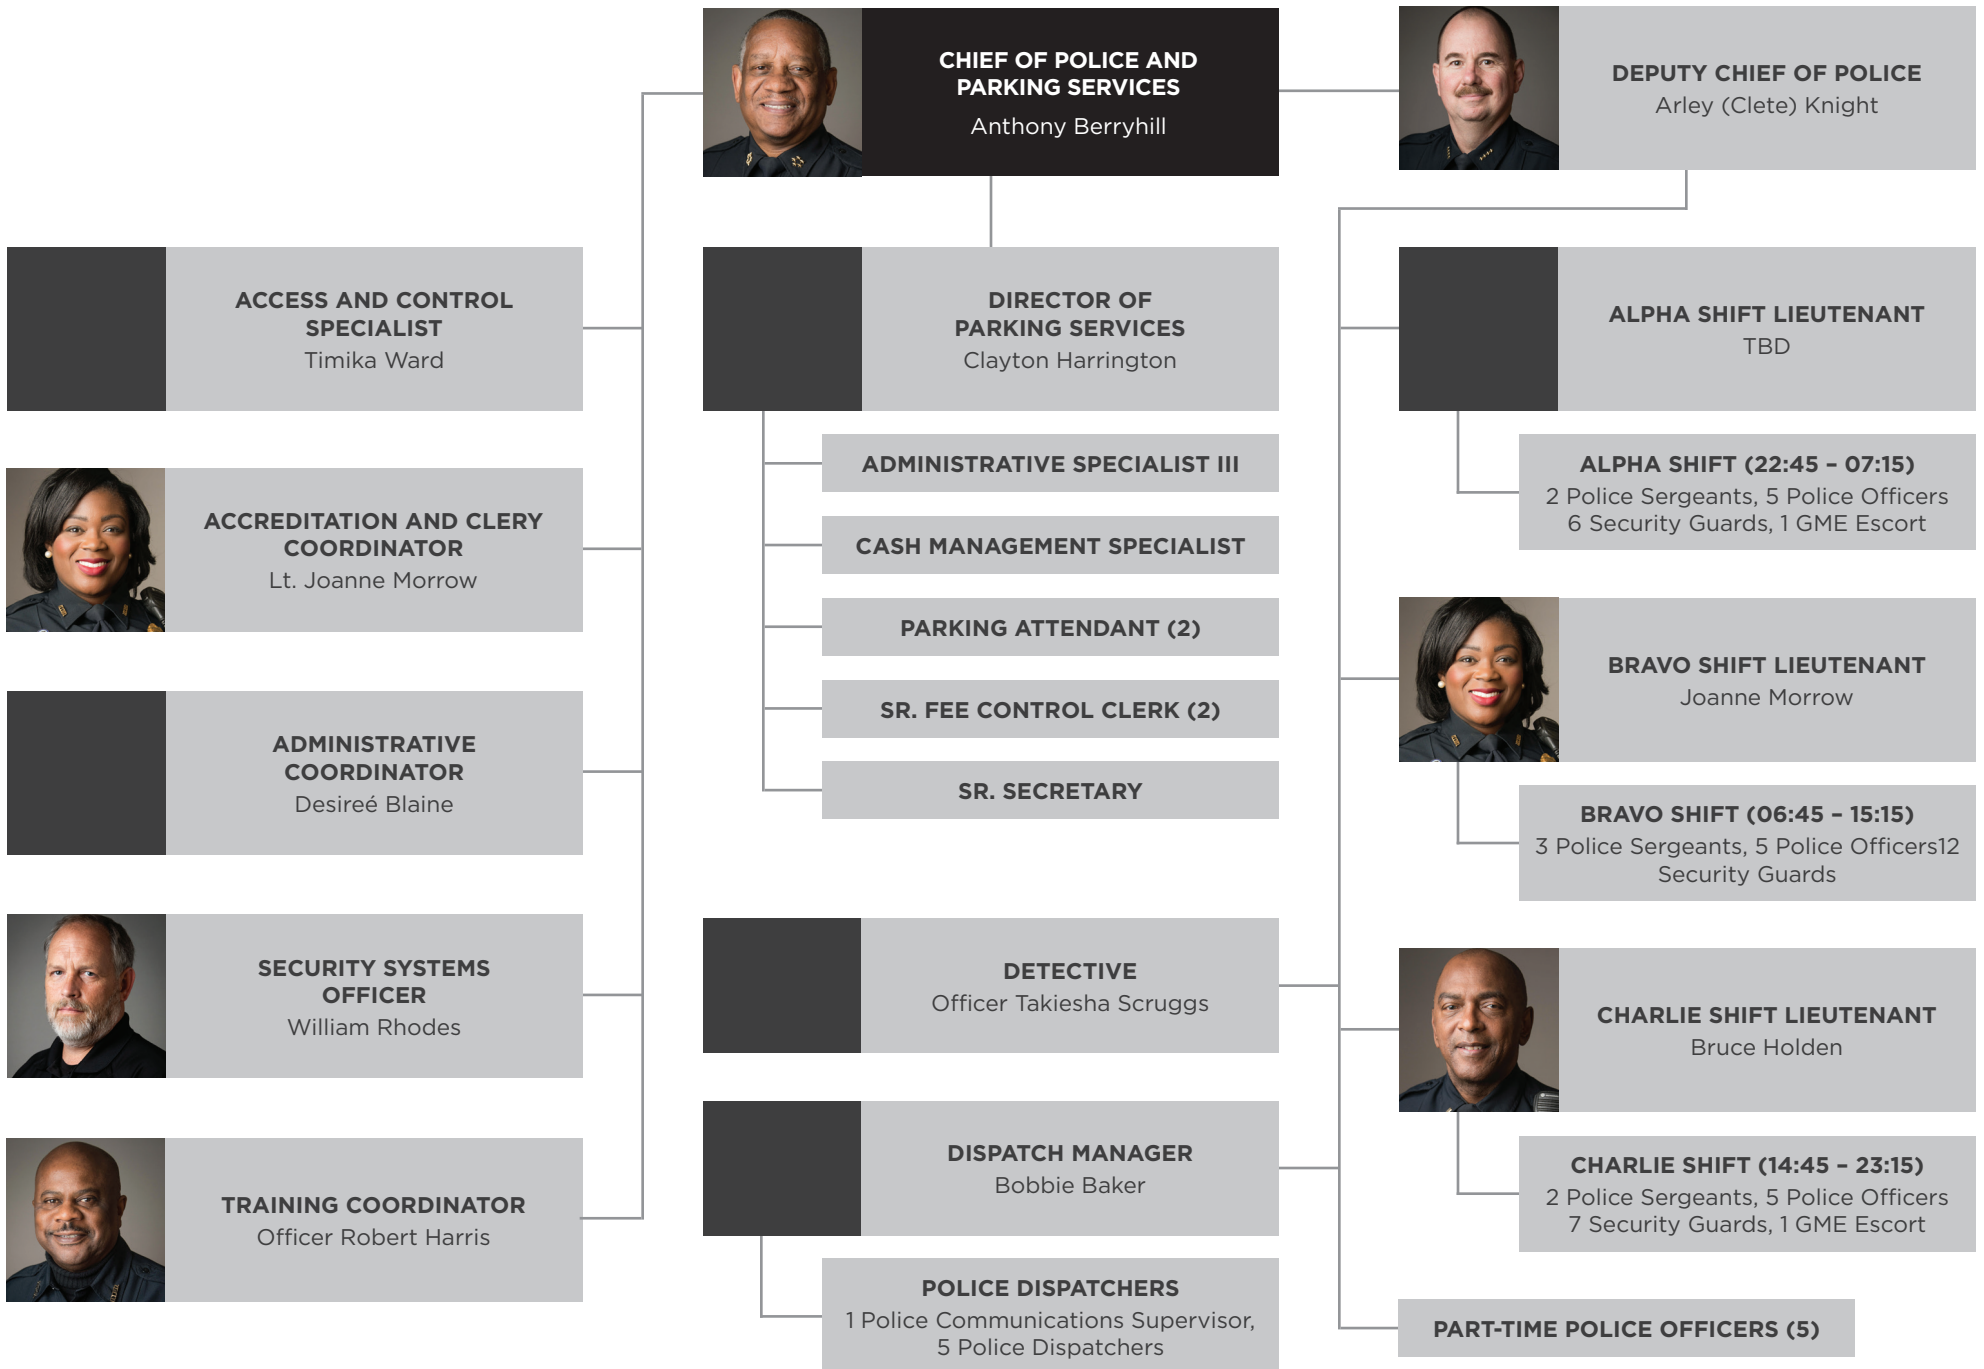 CHIEF OF POLICE AND
PARKING SERVICES
Anthony Berryhill
DEPUTY CHIEF OF POLICE
Arley (Clete) Knight
ACCESS AND CONTROL
SPECIALIST
Timika Ward
ACCREDITATION AND CLERY
COORDINATOR
Lt. Joanne Morrow
ADMINISTRATIVE
COORDINATOR
Desireé Blaine
SECURITY SYSTEMS
OFFICER
William Rhodes
TRAINING COORDINATOR
Officer Robert Harris
DIRECTOR OF
PARKING SERVICES
Clayton Harrington
ADMINISTRATIVE SPECIALIST III
CASH MANAGEMENT SPECIALIST
PARKING ATTENDANT (2)
SR. FEE CONTROL CLERK (2)
SR. SECRETARY
DETECTIVE
Officer Takiesha Scruggs
DISPATCH MANAGER
Bobbie Baker
POLICE DISPATCHERS
1 Police Communications Supervisor,
5 Police Dispatchers
ALPHA SHIFT LIEUTENANT
TBD
ALPHA SHIFT (22:45 – 07:15)
2 Police Sergeants, 5 Police Officers
6 Security Guards, 1 GME Escort
BRAVO SHIFT LIEUTENANT
Joanne Morrow
BRAVO SHIFT (06:45 – 15:15)
3 Police Sergeants, 5 Police Officers12
Security Guards
CHARLIE SHIFT LIEUTENANT
Bruce Holden
CHARLIE SHIFT (14:45 – 23:15)
2 Police Sergeants, 5 Police Officers
7 Security Guards, 1 GME Escort
PART-TIME POLICE OFFICERS (5)